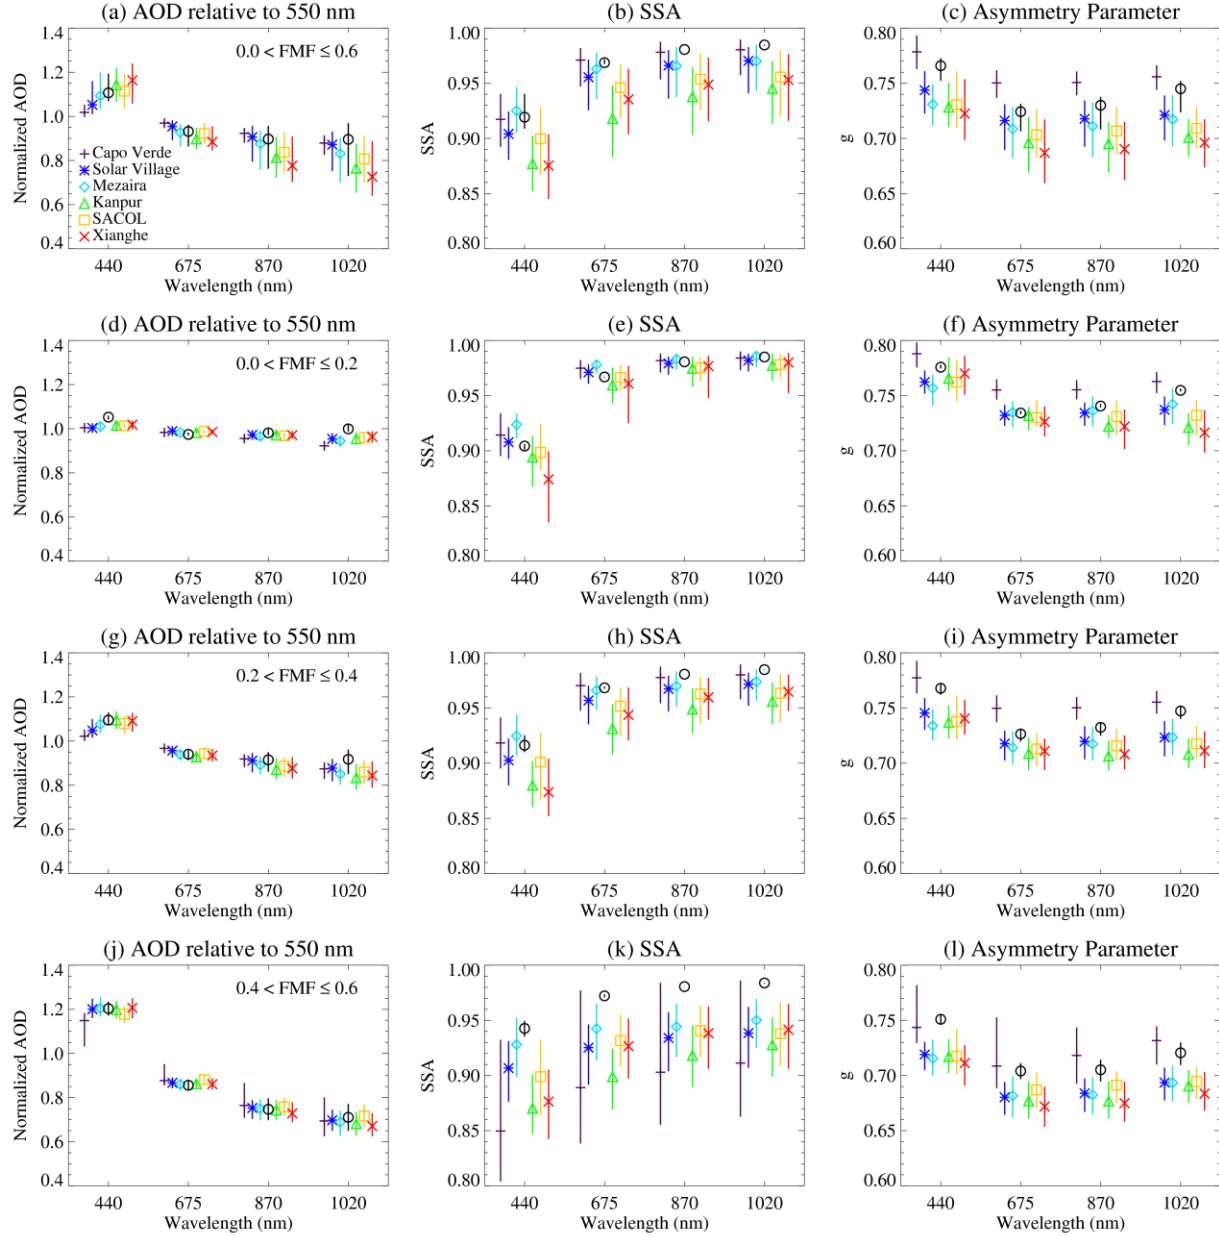 (a) AOD relative to 550 nm
(b) SSA
(c) Asymmetry Parameter
Normalized AOD
1.4
1.2
1.0
0.8
0.6
0.4
0.0 < FMF ≤ 0.6
Capo Verde
Solar Village
Mezaira
Kanpur
SACOL
Xianghe
440 675 870 1020
Wavelength (nm)
SSA
1.00
0.95
0.90
0.85
0.80
440 675 870 1020
Wavelength (nm)
g
0.80
0.75
0.70
0.65
0.60
440 675 870 1020
Wavelength (nm)
(d) AOD relative to 550 nm
(e) SSA
(f) Asymmetry Parameter
Normalized AOD
1.4
1.2
1.0
0.8
0.6
0.4
0.0 < FMF ≤ 0.2
440 675 870 1020
Wavelength (nm)
SSA
1.00
0.95
0.90
0.85
0.80
440 675 870 1020
Wavelength (nm)
g
0.80
0.75
0.70
0.65
0.60
440 675 870 1020
Wavelength (nm)
(g) AOD relative to 550 nm
(h) SSA
(i) Asymmetry Parameter
Normalized AOD
1.4
1.2
1.0
0.8
0.6
0.4
0.2 < FMF ≤ 0.4
440 675 870 1020
Wavelength (nm)
SSA
1.00
0.95
0.90
0.85
0.80
440 675 870 1020
Wavelength (nm)
g
0.80
0.75
0.70
0.65
0.60
440 675 870 1020
Wavelength (nm)
(j) AOD relative to 550 nm
(k) SSA
(l) Asymmetry Parameter
Normalized AOD
1.4
1.2
1.0
0.8
0.6
0.4
0.4 < FMF ≤ 0.6
440 675 870 1020
Wavelength (nm)
SSA
1.00
0.95
0.90
0.85
0.80
440 675 870 1020
Wavelength (nm)
g
0.80
0.75
0.70
0.65
0.60
440 675 870 1020
Wavelength (nm)